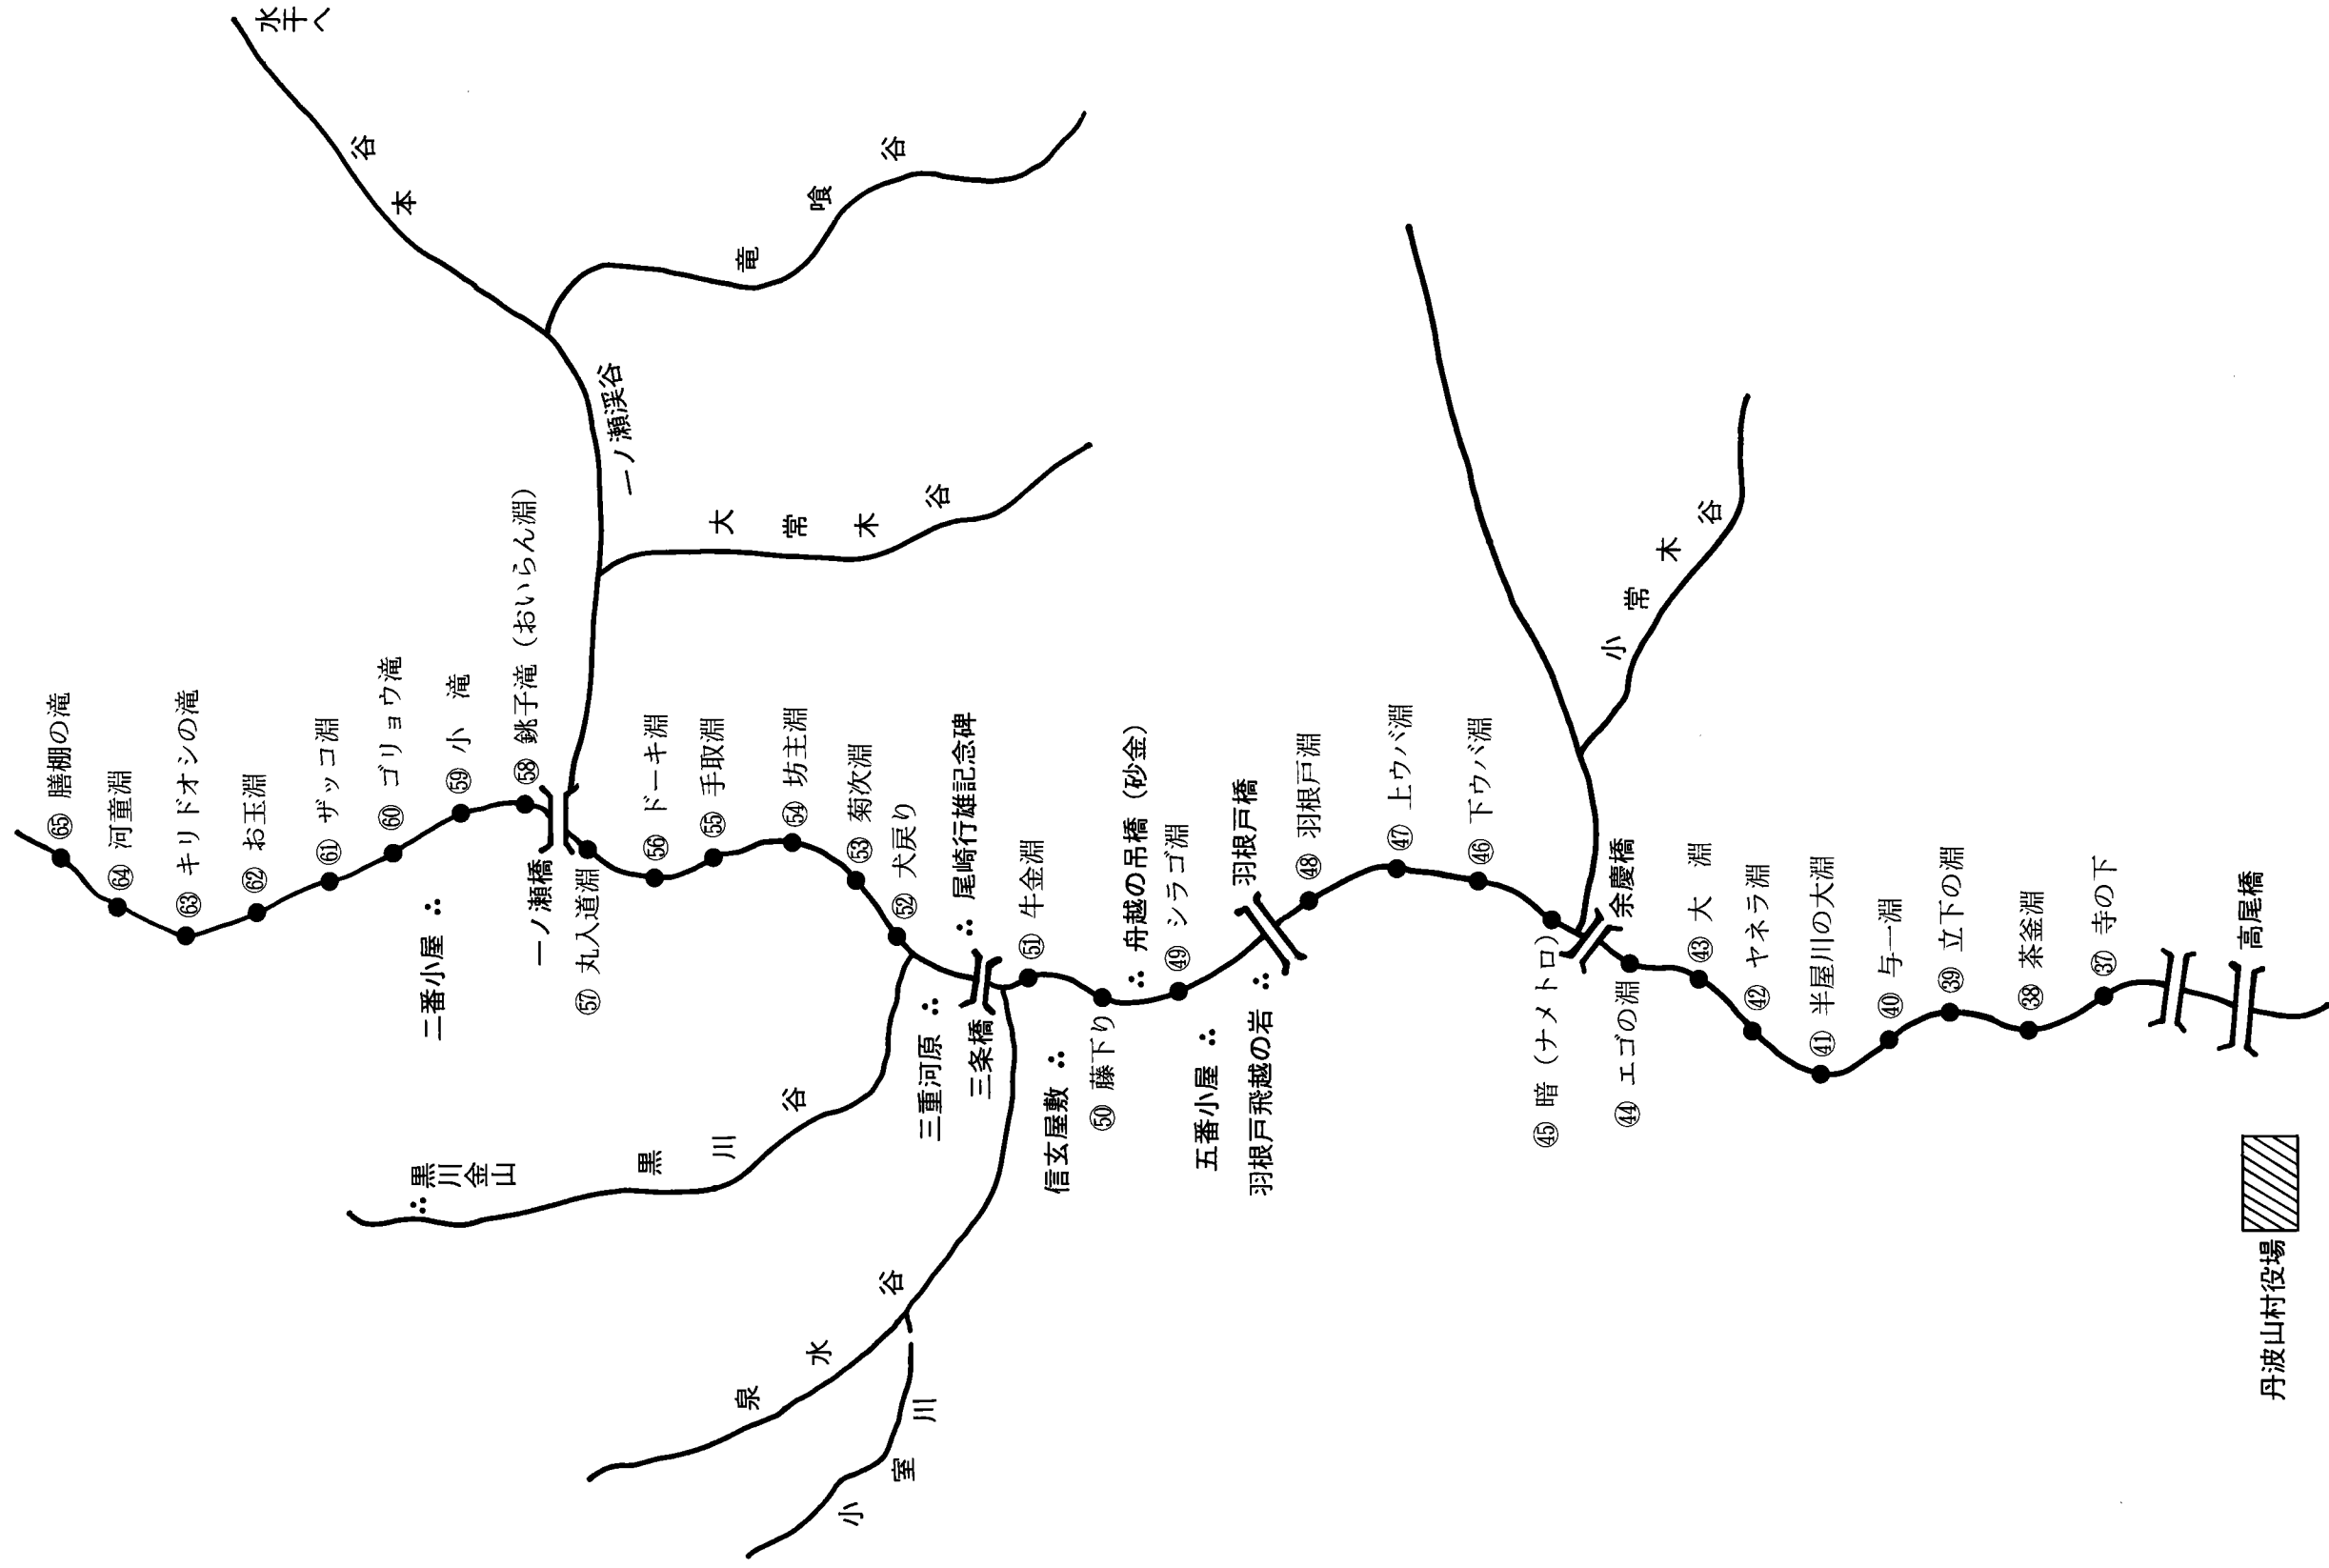 水干へ
本谷
竜喰谷
一ノ瀬渓谷
大常木谷
小常木谷
㊿ 藤下り
㊺ 暗（ナメトロ）
㊹ エゴの淵
65 膳棚の滝
64 河童淵
63 キリドオシの滝
62 お玉淵
61 ザッコ淵
60 ゴリョウ滝
59 小滝
58 銚子滝（おいらん淵）
二番小屋
一ノ瀬橋
57 丸入道淵
56 ドーキ淵
55 手取淵
54 坊主淵
53 菊次淵
52 犬戻り
尾崎行雄記念碑
三重河原
三条橋
51 牛金淵
信玄屋敷
舟越の吊橋（砂金）
㊾ シラゴ淵
五番小屋
羽根戸橋
羽根戸飛越の岩
㊽ 羽根戸淵
㊼ 上ウバ淵
㊻ 下ウバ淵
余慶橋
㊸ 大淵
㊷ ヤネラ淵
㊶ 半屋川の大淵
㊵ 与一淵
㊴ 立下の淵
㊳ 茶釜淵
㊲ 寺の下
高尾橋
黒川金山
黒川谷
泉水谷
小室川
丹波山村役場